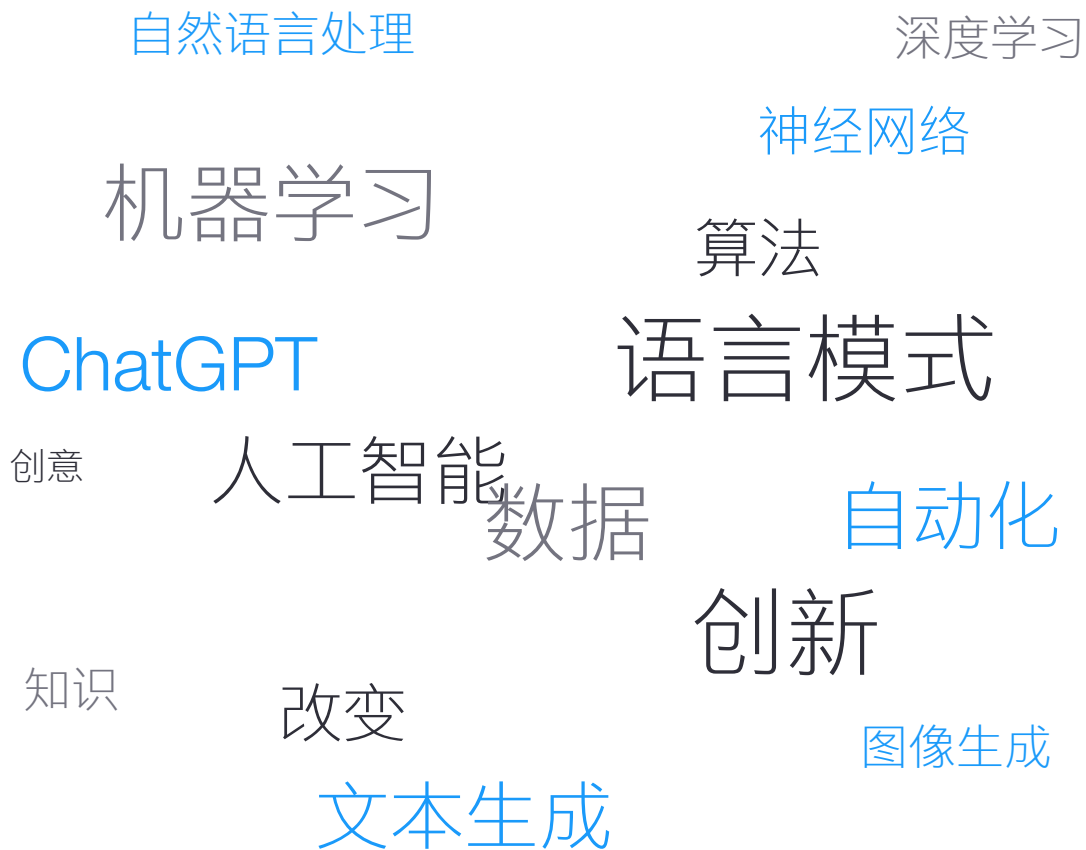 自然语言处理
深度学习
神经网络
机器学习
算法
语言模式
ChatGPT
创意
人工智能
数据
自动化
创新
知识
改变
图像生成
文本生成